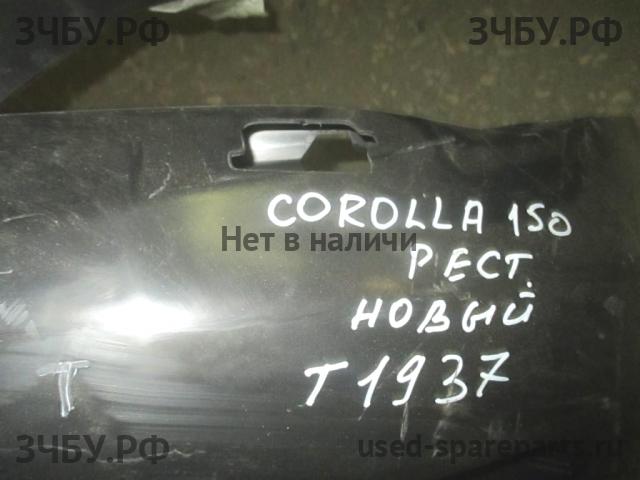 ЗЧБУ.РФ ЗЧБУ.РФ
COROLLA 150
Нет в наличи
РЕСТ.
НОВЫЙ
T T1937
ЗЧБУ.РФ used-spareparts.ru